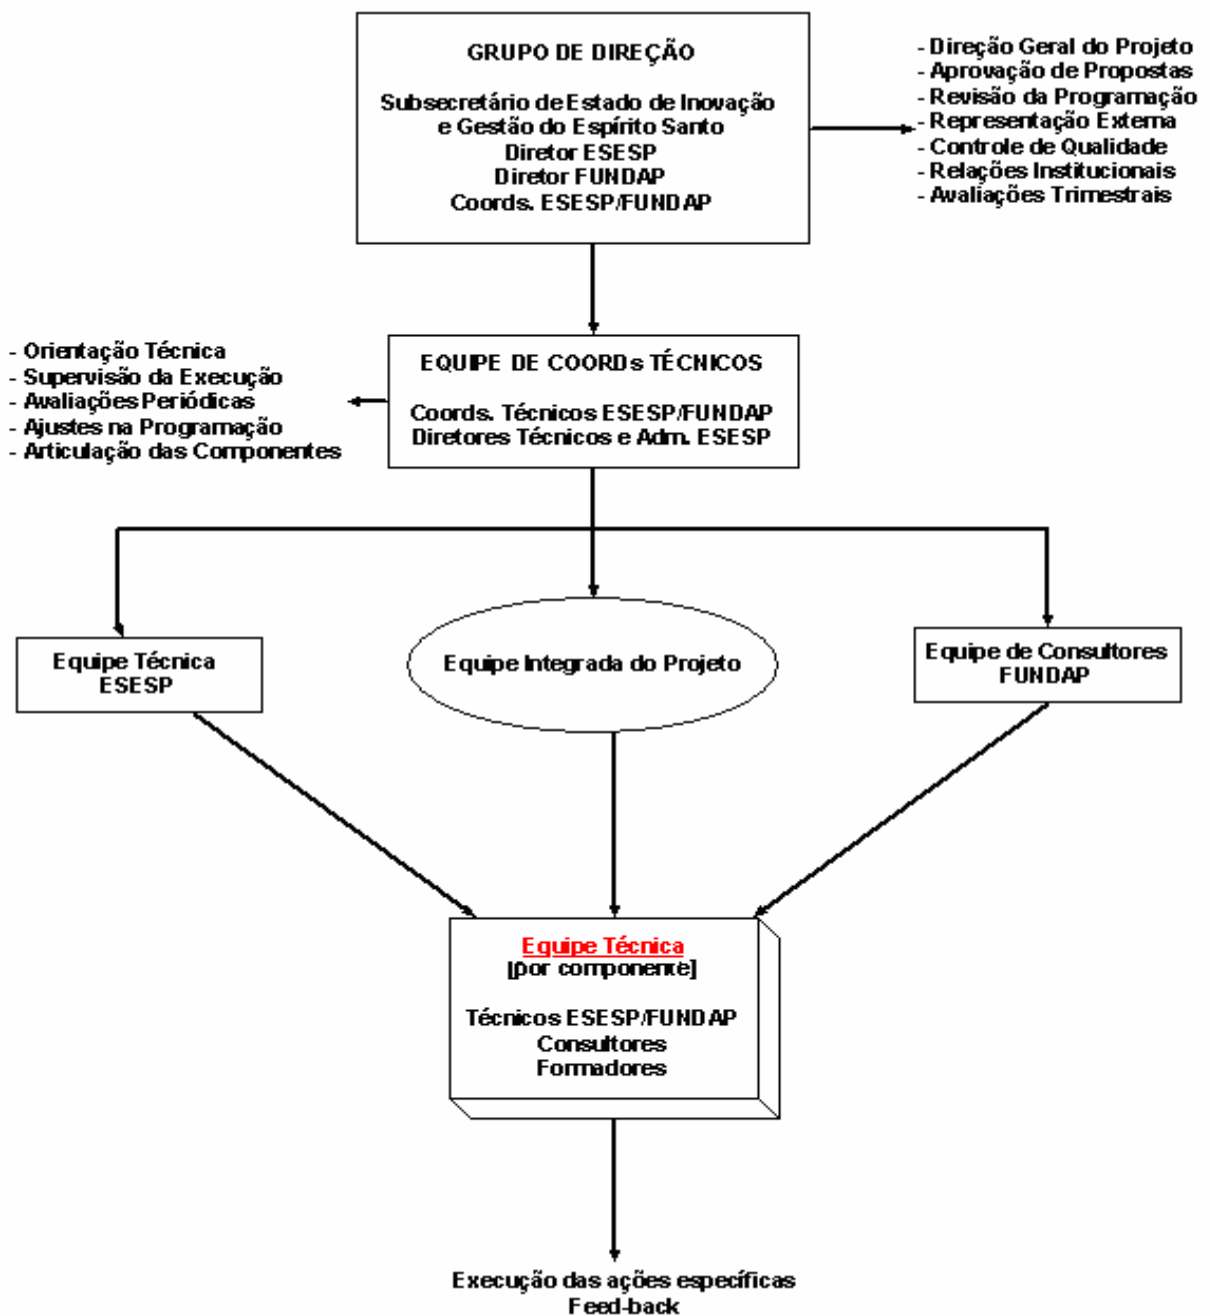 GRUPO DE DIREÇÃO
Subsecretário de Estado de Inovação
e Gestão do Espírito Santo
Diretor ESESP
Diretor FUNDAP
Coords. ESESP/FUNDAP
- Direção Geral do Projeto
- Aprovação de Propostas
- Revisão da Programação
- Representação Externa
- Controle de Qualidade
- Relações Institucionais
- Avaliações Trimestrais
- Orientação Técnica
- Supervisão da Execução
- Avaliações Periódicas
- Ajustes na Programação
- Articulação das Componentes
EQUIPE DE COORDs TÉCNICOS
Coords. Técnicos ESESP/FUNDAP
Diretores Técnicos e Adm. ESESP
Equipe Técnica
ESESP
Equipe Integrada do Projeto
Equipe de Consultores
FUNDAP
Equipe Técnica
[por componente]
Técnicos ESESP/FUNDAP
Consultores
Formadores
Execução das ações específicas
Feed-back